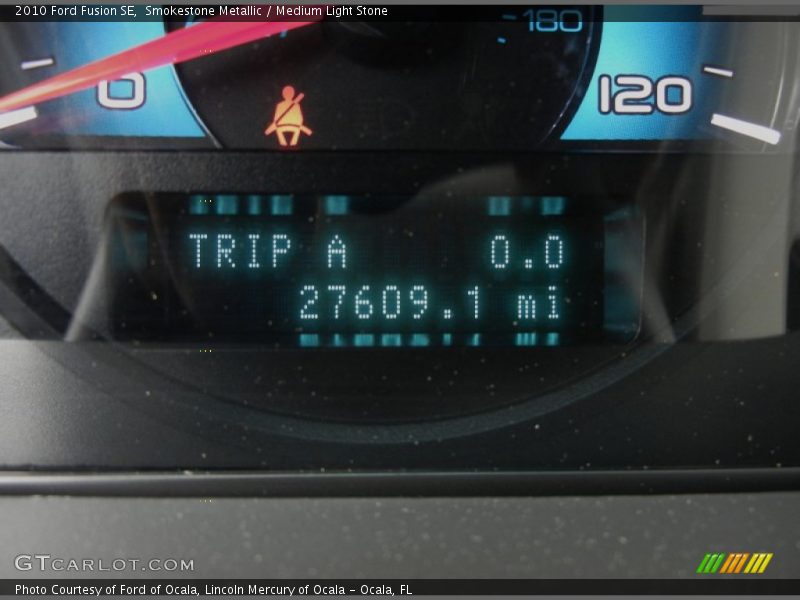 2010 Ford Fusion SE, Smokestone Metallic / Medium Light Stone
180
0
120
TRIP A 0.0
27609.1 mi
GTCARLOT.COM
Photo Courtesy of Ford of Ocala, Lincoln Mercury of Ocala - Ocala, FL